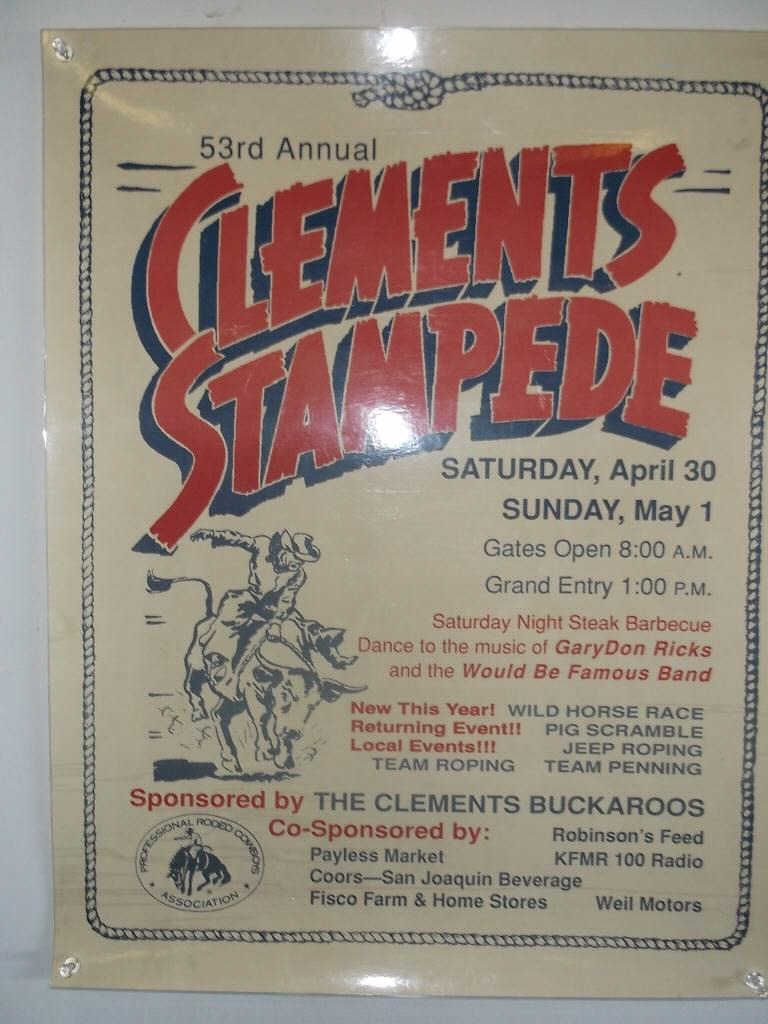 53rd Annual
CLEMENTS
STAMPEDE
SATURDAY, April 30
SUNDAY, May 1
Gates Open 8:00 A.M.
Grand Entry 1:00 P.M.
Saturday Night Steak Barbecue
Dance to the music of GaryDon Ricks
and the Would Be Famous Band
New This Year! WILD HORSE RACE
Returning Event!! PIG SCRAMBLE
Local Events!!! JEEP ROPING
TEAM ROPING TEAM PENNING
Sponsored by THE CLEMENTS BUCKAROOS
Co-Sponsored by: Robinson's Feed
Payless Market KFMR 100 Radio
Coors—San Joaquin Beverage
Fisco Farm & Home Stores Weil Motors
PROFESSIONAL RODEO COWBOYS
ASSOCIATION